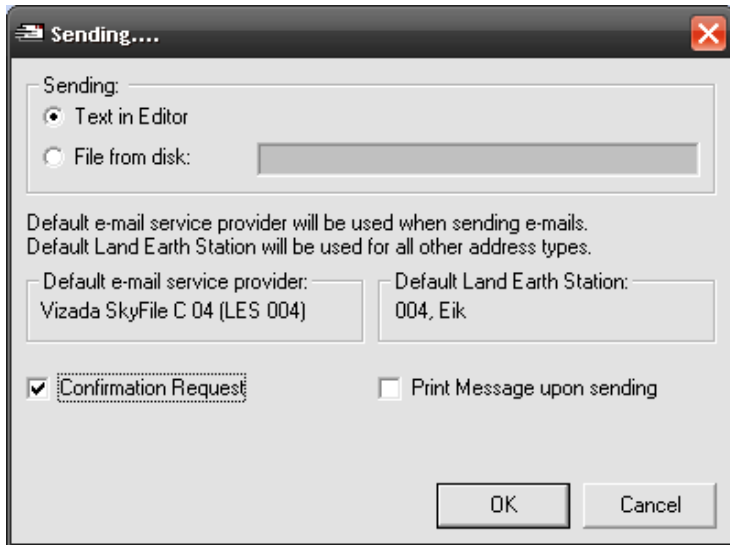 Sending....
Sending:
Text in Editor
File from disk:
Default e-mail service provider will be used when sending e-mails.
Default Land Earth Station will be used for all other address types.
Default e-mail service provider:
Vizada SkyFile C 04 (LES 004)
Default Land Earth Station:
004, Eik
Confirmation Request
Print Message upon sending
OK
Cancel